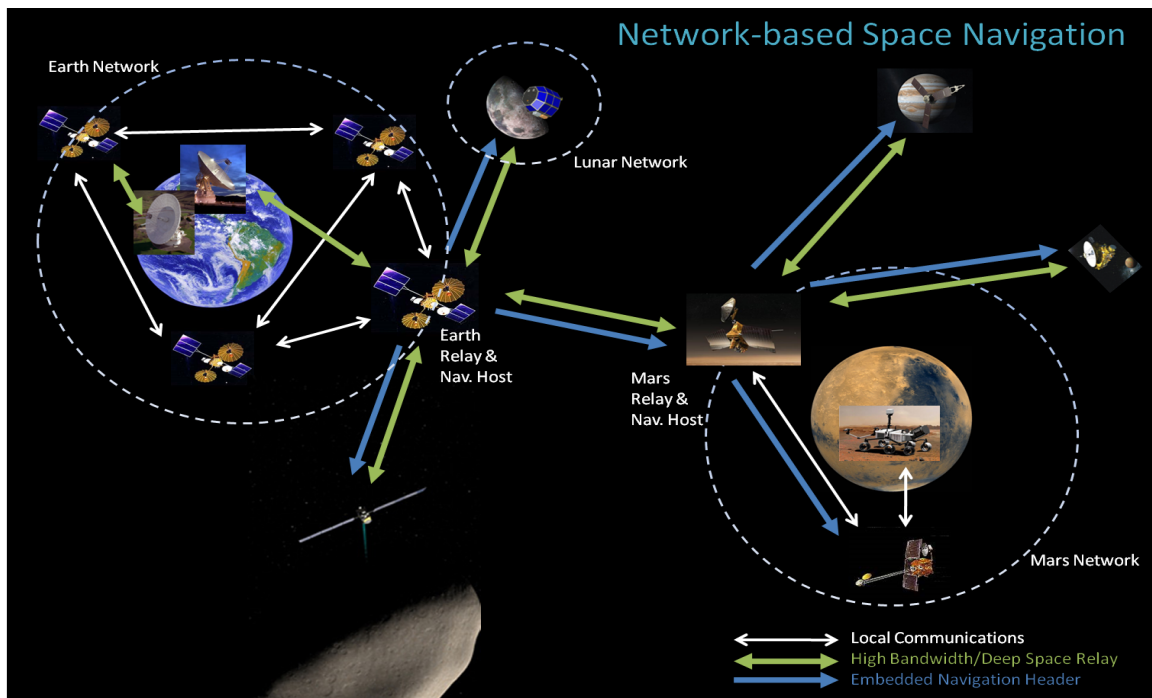 Network-based Space Navigation
Earth Network
Lunar Network
Earth
Relay &
Nav. Host
Mars
Relay &
Nav. Host
Mars Network
Local Communications
High Bandwidth/Deep Space Relay
Embedded Navigation Header